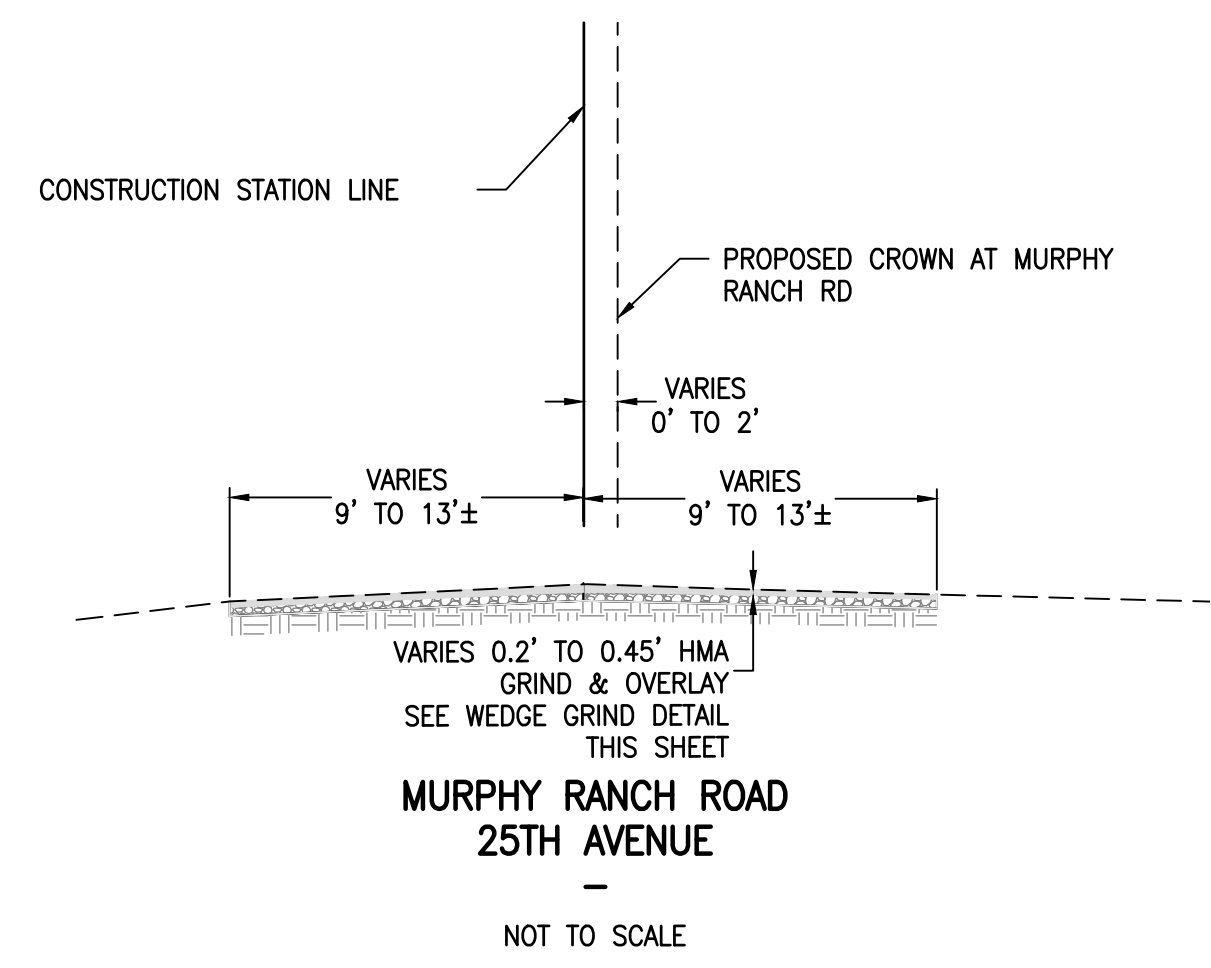 CONSTRUCTION STATION LINE
PROPOSED CROWN AT MURPHY
RANCH RD
VARIES
0' TO 2'
VARIES
9' TO 13'±
VARIES
9' TO 13'±
VARIES 0.2' TO 0.45' HMA
GRIND & OVERLAY
SEE WEDGE GRIND DETAIL
THIS SHEET
MURPHY RANCH ROAD
25TH AVENUE
–
NOT TO SCALE